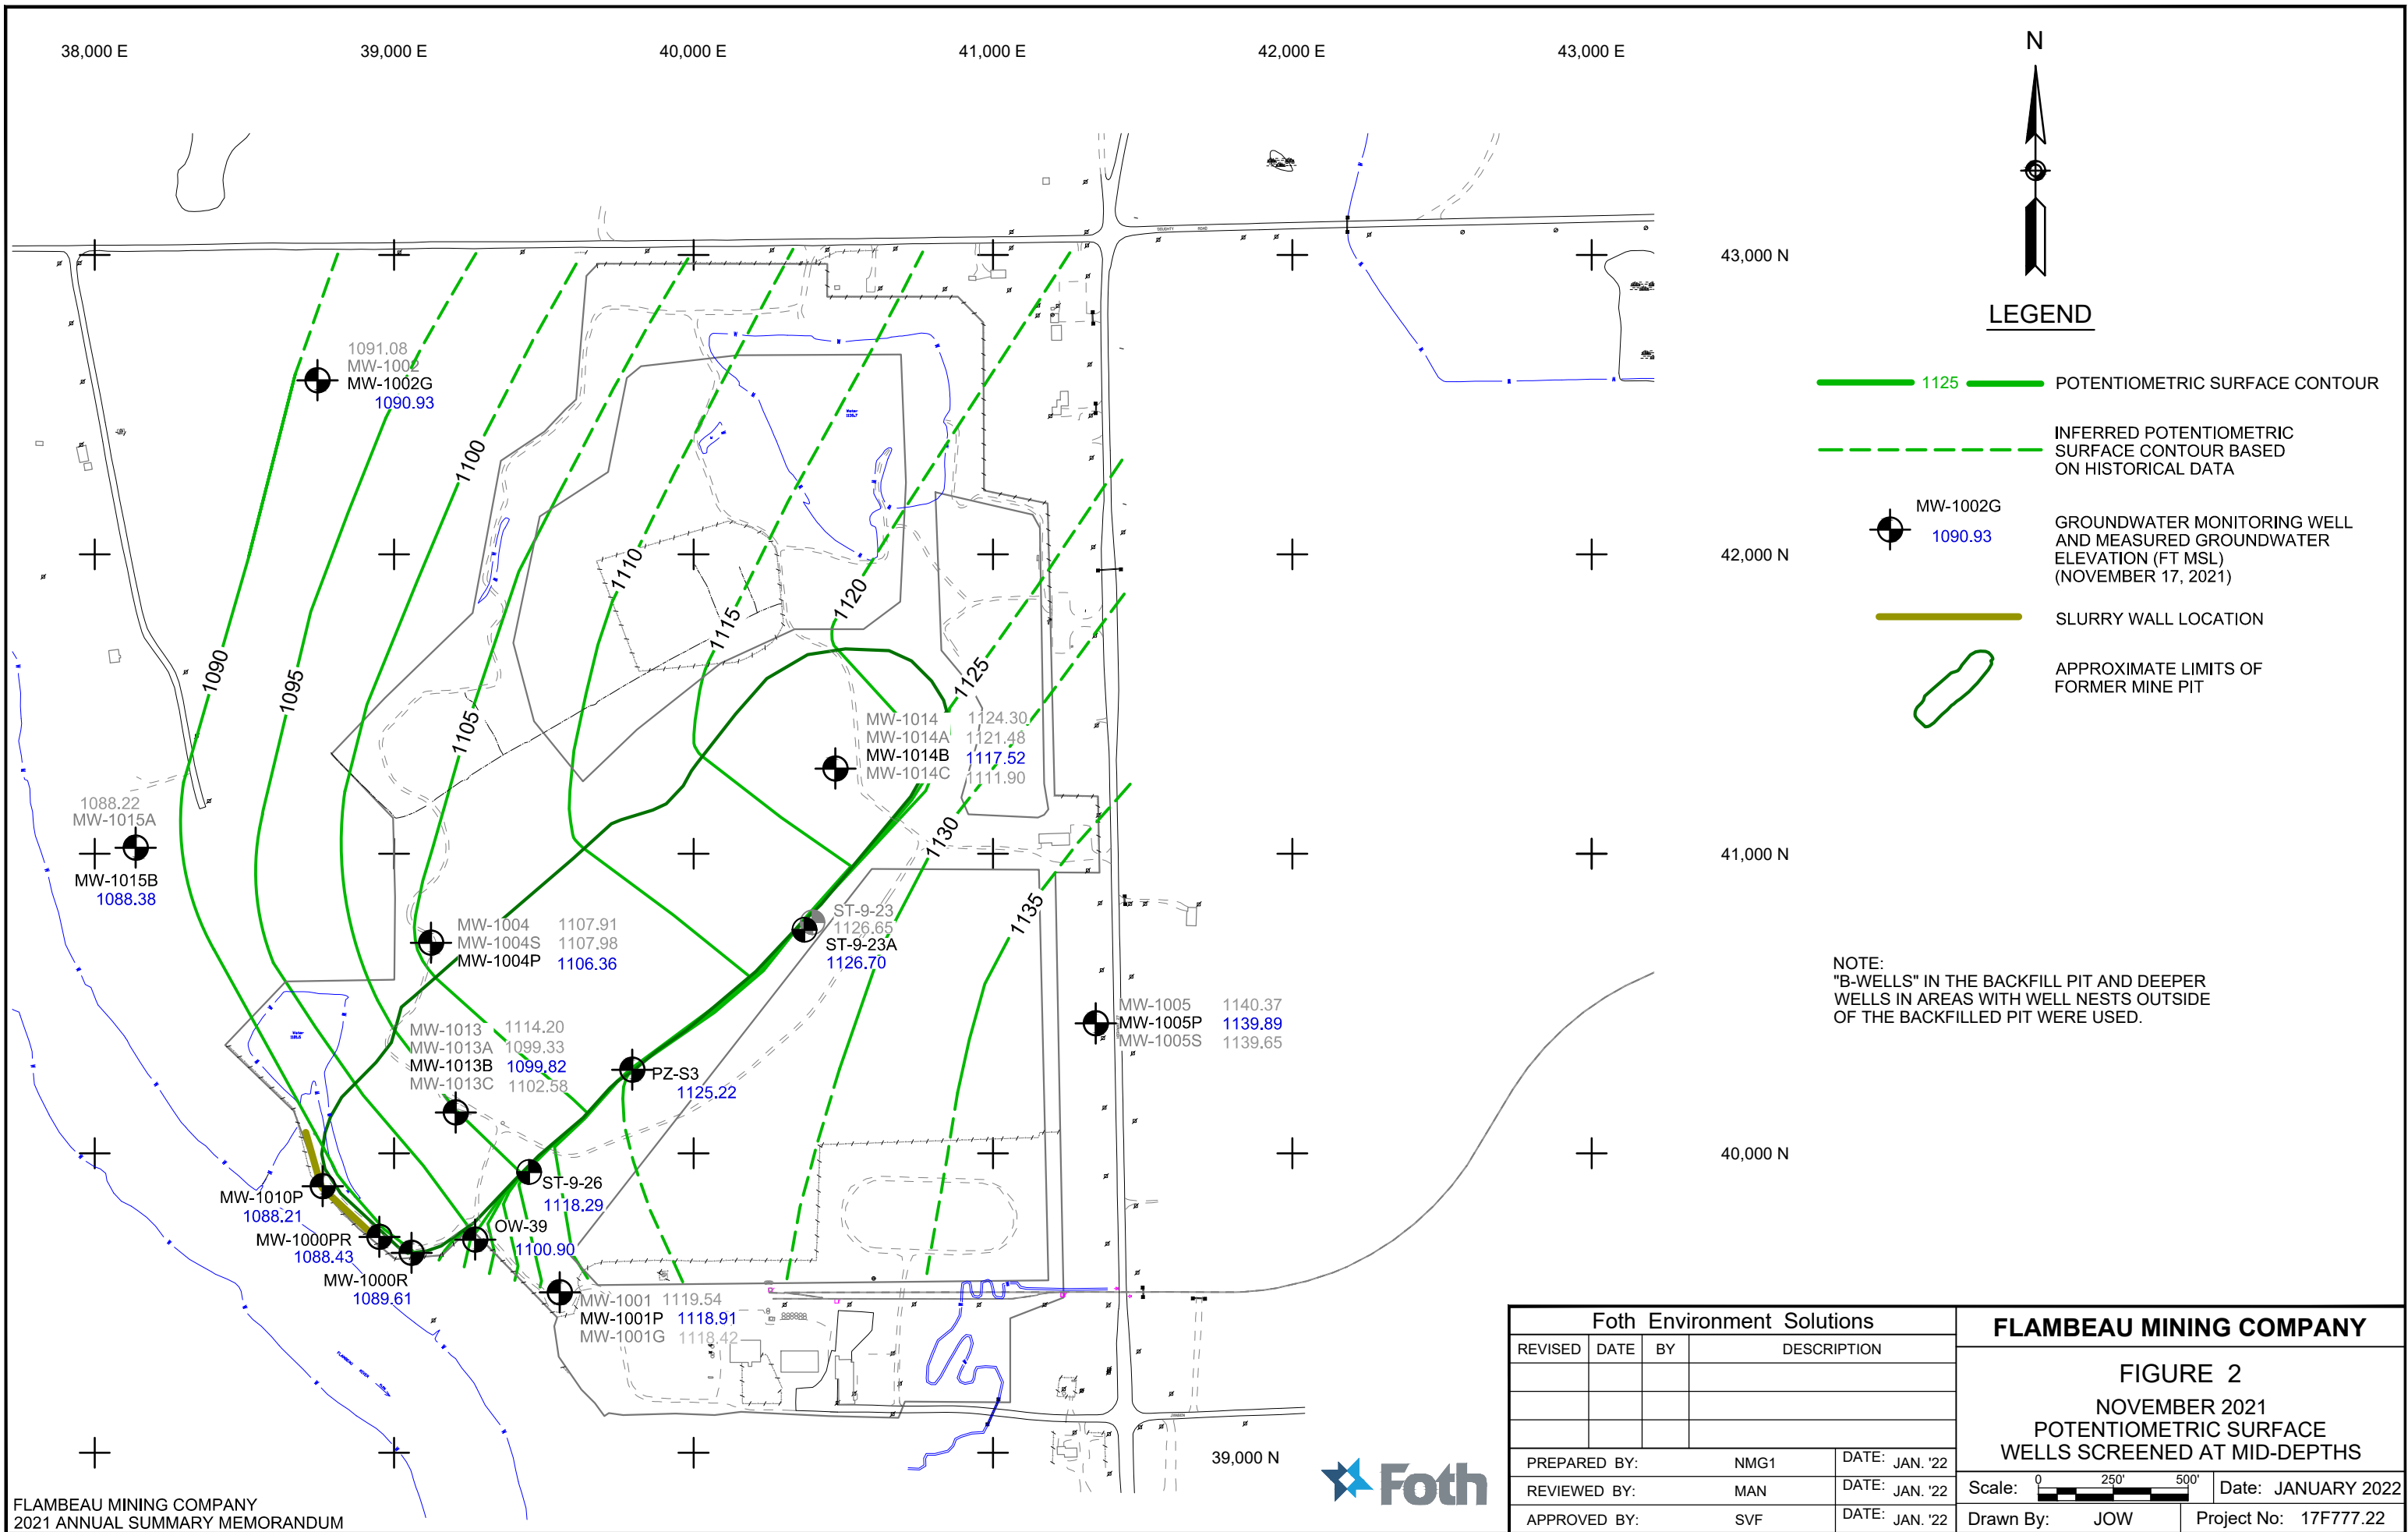 38,000 E
39,000 E
40,000 E
41,000 E
42,000 E
43,000 E
N
43,000 N
42,000 N
41,000 N
40,000 N
39,000 N
LEGEND
1125
POTENTIOMETRIC SURFACE CONTOUR
INFERRED POTENTIOMETRIC
SURFACE CONTOUR BASED
ON HISTORICAL DATA
MW-1002G
1090.93
GROUNDWATER MONITORING WELL
AND MEASURED GROUNDWATER
ELEVATION (FT MSL)
(NOVEMBER 17, 2021)
SLURRY WALL LOCATION
APPROXIMATE LIMITS OF
FORMER MINE PIT
NOTE:
"B-WELLS" IN THE BACKFILL PIT AND DEEPER
WELLS IN AREAS WITH WELL NESTS OUTSIDE
OF THE BACKFILLED PIT WERE USED.
1091.08
MW-1002
MW-1002G
1090.93
1090
1095
1100
1105
1110
1115
1120
1125
1130
1135
MW-1014 1124.30
MW-1014A 1121.48
MW-1014B 1117.52
MW-1014C 1111.90
1088.22
MW-1015A
MW-1015B
1088.38
MW-1004 1107.91
MW-1004S 1107.98
MW-1004P 1106.36
ST-9-23
1126.65
ST-9-23A
1126.70
MW-1005 1140.37
MW-1005P 1139.89
MW-1005S 1139.65
MW-1013 1114.20
MW-1013A 1099.33
MW-1013B 1099.82
MW-1013C 1102.58
PZ-S3
1125.22
ST-9-26
1118.29
MW-1010P
1088.21
OW-39
1100.90
MW-1000PR
1088.43
MW-1000R
1089.61
MW-1001 1119.54
MW-1001P 1118.91
MW-1001G 1118.42
FLAMBEAU RIVER
Foth
Foth Environment Solutions
REVISED DATE BY DESCRIPTION
PREPARED BY: NMG1 DATE: JAN. '22
REVIEWED BY: MAN DATE: JAN. '22
APPROVED BY: SVF DATE: JAN. '22
FLAMBEAU MINING COMPANY
FIGURE 2
NOVEMBER 2021
POTENTIOMETRIC SURFACE
WELLS SCREENED AT MID-DEPTHS
Scale: 0 250' 500'
Date: JANUARY 2022
Drawn By: JOW
Project No: 17F777.22
FLAMBEAU MINING COMPANY
2021 ANNUAL SUMMARY MEMORANDUM